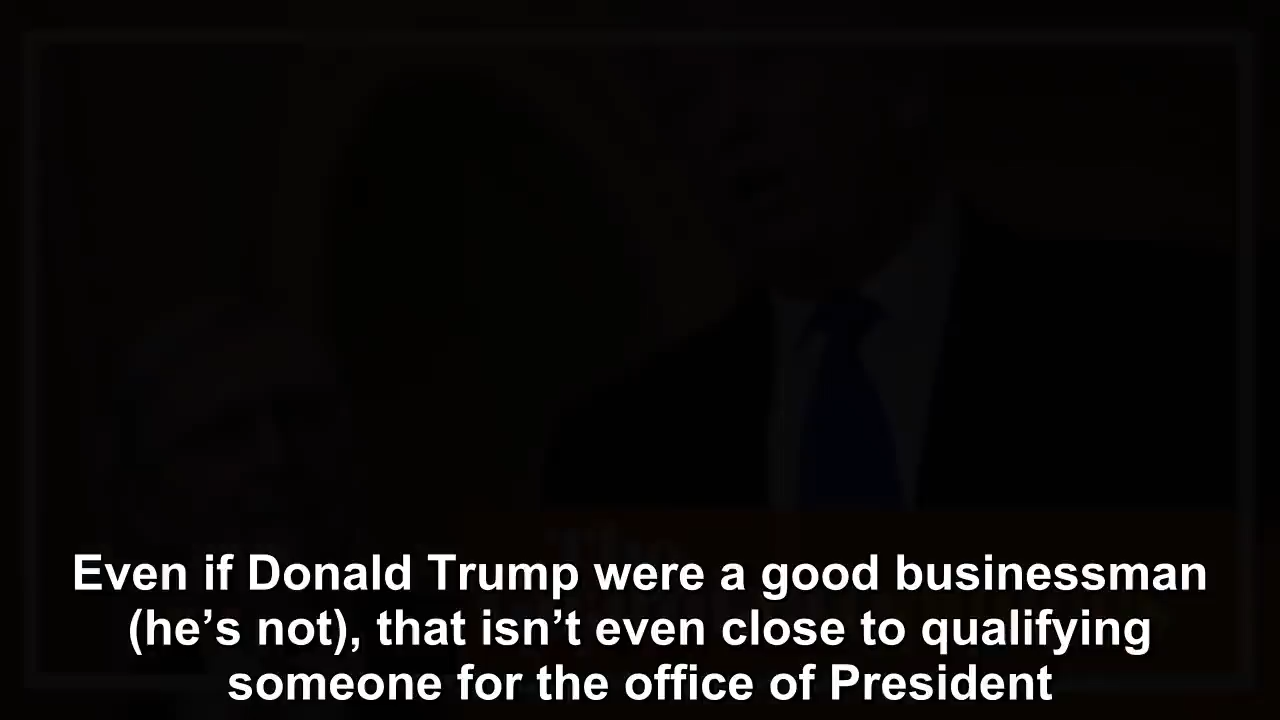 Even if Donald Trump were a good businessman
(he’s not), that isn’t even close to qualifying
someone for the office of President